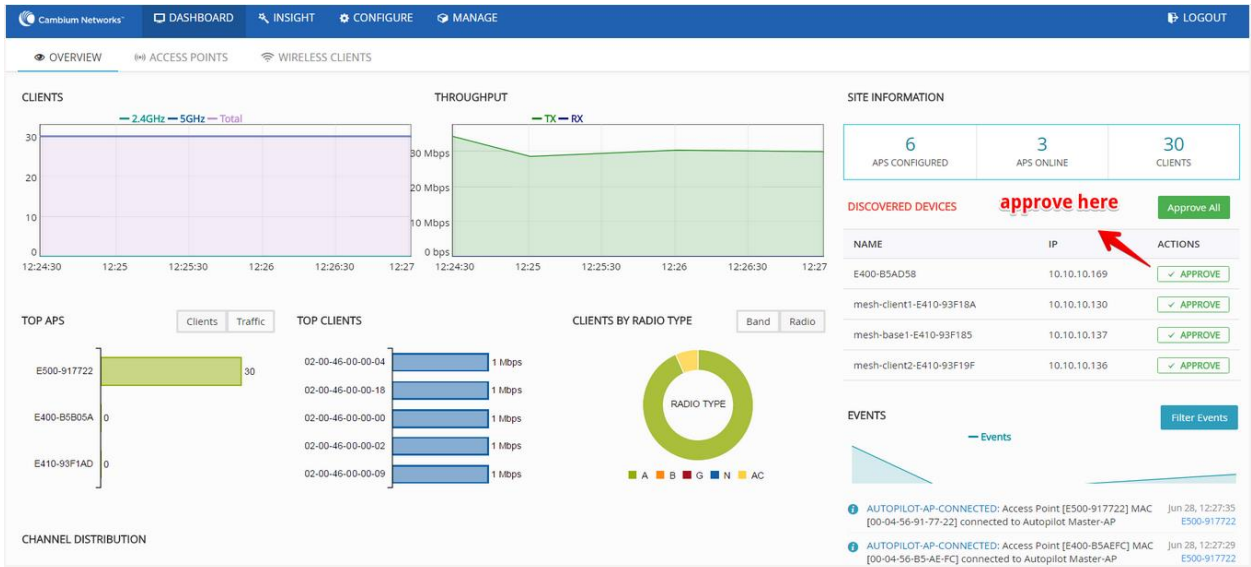 Cambium Networks™ DASHBOARD INSIGHT CONFIGURE MANAGE LOGOUT
OVERVIEW ACCESS POINTS WIRELESS CLIENTS
CLIENTS
2.4GHz 5GHz Total
30
20
10
0
12:24:30 12:25 12:25:30 12:26 12:26:30 12:27
THROUGHPUT
TX RX
30 Mbps
20 Mbps
10 Mbps
0 bps
12:24:30 12:25 12:25:30 12:26 12:26:30 12:27
SITE INFORMATION
6 3 30
APS CONFIGURED APS ONLINE CLIENTS
DISCOVERED DEVICES approve here Approve All
NAME IP ACTIONS
E400-B5AD58 10.10.10.169 APPROVE
mesh-client1-E410-93F18A 10.10.10.130 APPROVE
mesh-base1-E410-93F185 10.10.10.137 APPROVE
mesh-client2-E410-93F19F 10.10.10.136 APPROVE
TOP APS Clients Traffic
E500-917722 30
E400-B5B05A 0
E410-93F1AD 0
TOP CLIENTS
02-00-46-00-00-04 1 Mbps
02-00-46-00-00-18 1 Mbps
02-00-46-00-00-00 1 Mbps
02-00-46-00-00-02 1 Mbps
02-00-46-00-00-09 1 Mbps
CLIENTS BY RADIO TYPE Band Radio
RADIO TYPE
A B G N AC
EVENTS Filter Events
Events
AUTOPILOT-AP-CONNECTED: Access Point [E500-917722] MAC Jun 28, 12:27:35
[00-04-56-91-77-22] connected to Autopilot Master-AP E500-917722
AUTOPILOT-AP-CONNECTED: Access Point [E400-B5AEFC] MAC Jun 28, 12:27:29
[00-04-56-B5-AE-FC] connected to Autopilot Master-AP E500-917722
CHANNEL DISTRIBUTION